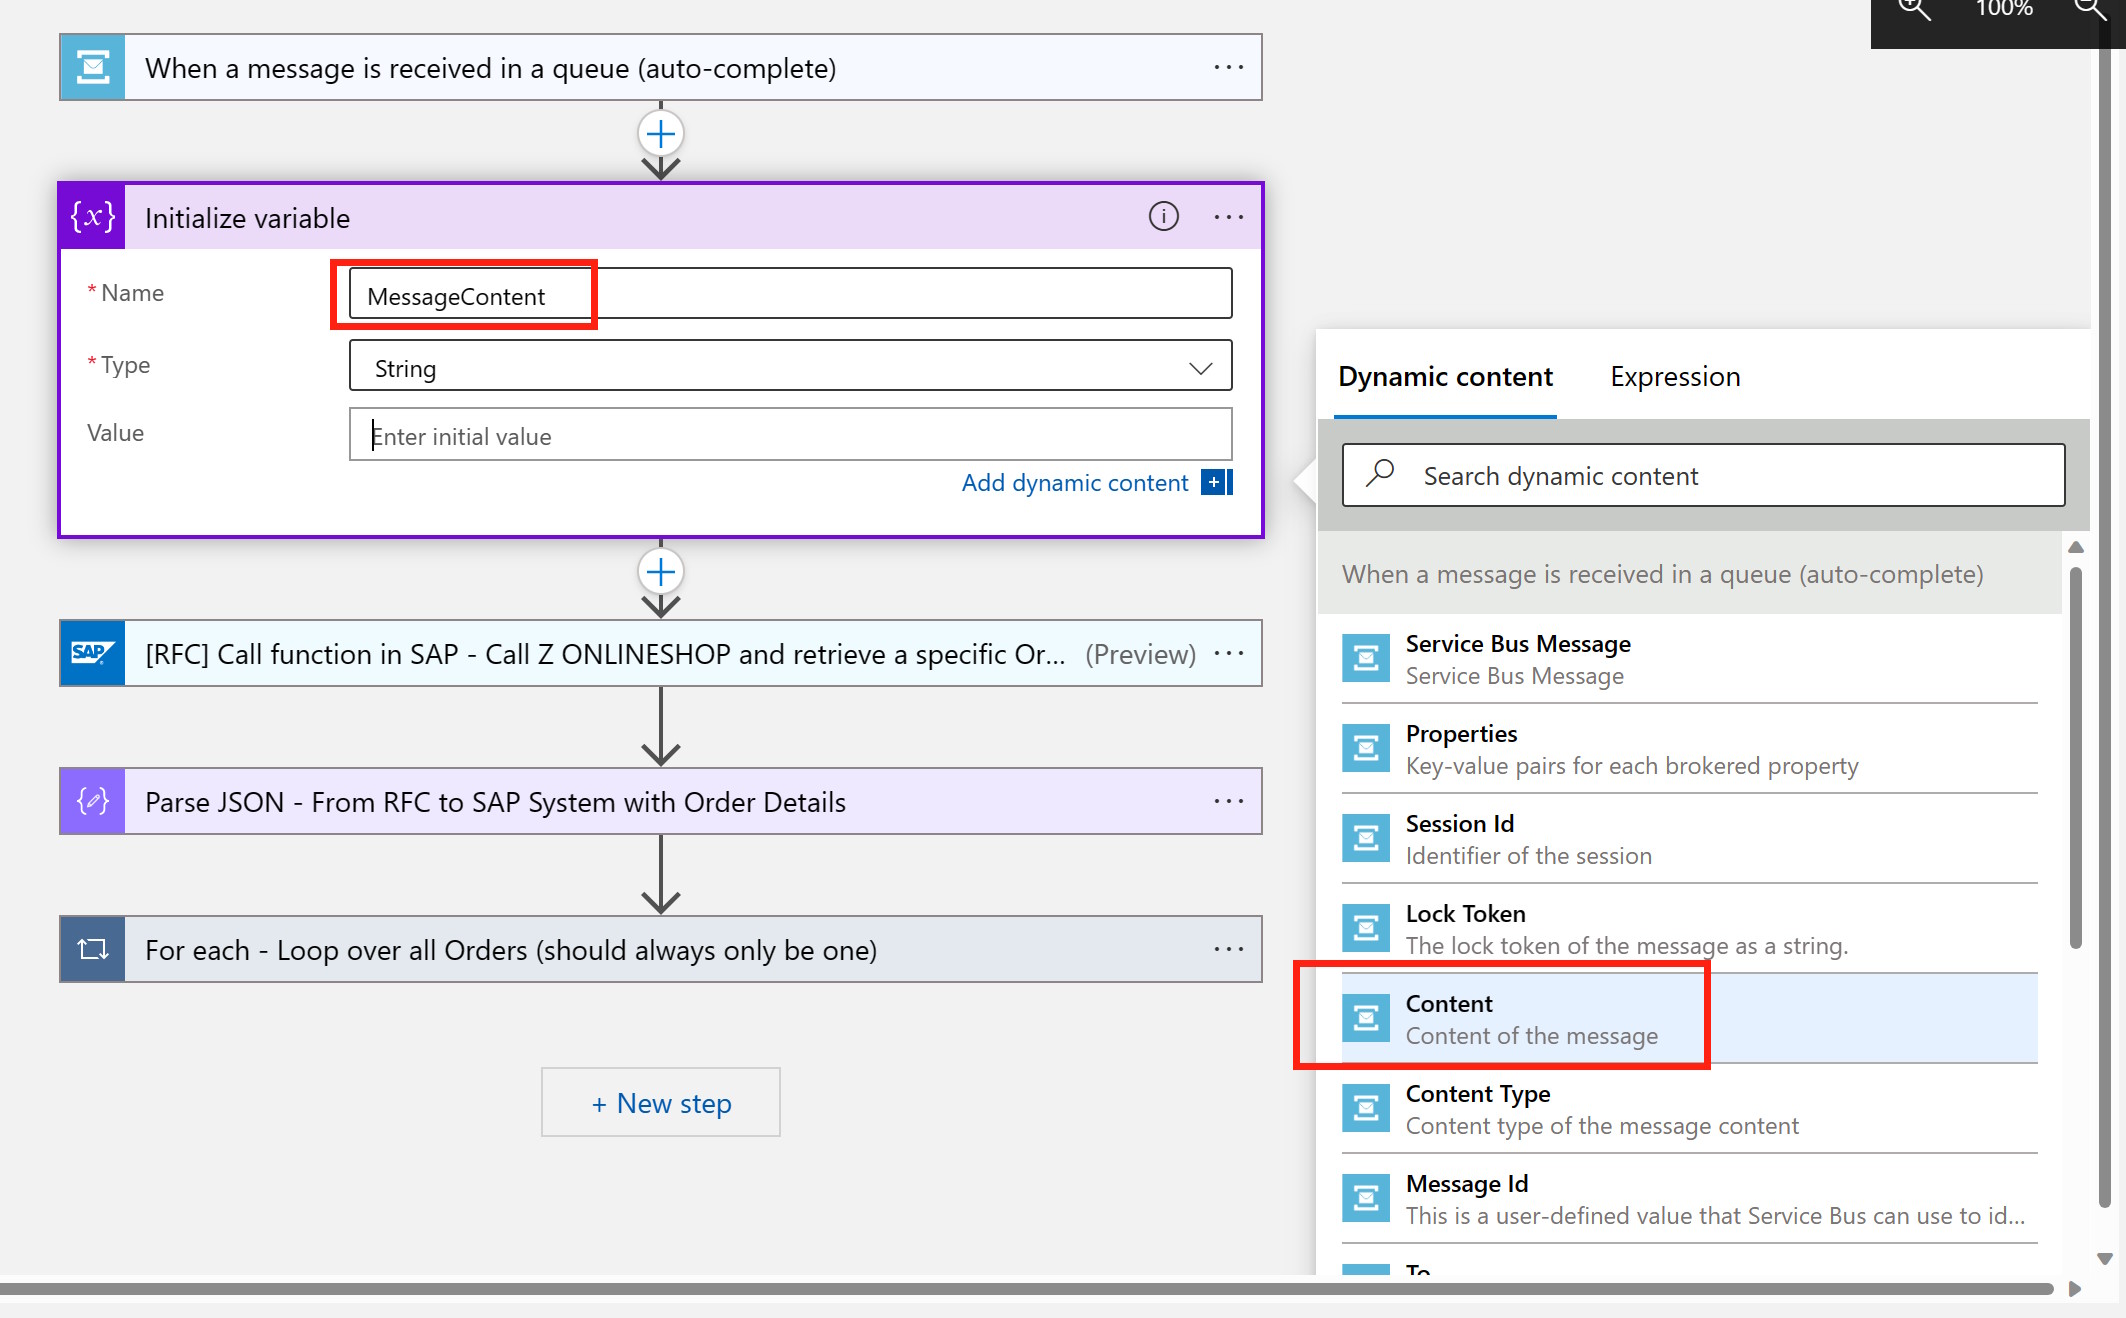 100%
When a message is received in a queue (auto-complete)
{x} Initialize variable
* Name
MessageContent
* Type
String
Value
Enter initial value
Add dynamic content
SAP [RFC] Call function in SAP - Call Z ONLINESHOP and retrieve a specific Or... (Preview)
Parse JSON - From RFC to SAP System with Order Details
For each - Loop over all Orders (should always only be one)
+ New step
Dynamic content
Expression
Search dynamic content
When a message is received in a queue (auto-complete)
Service Bus Message
Service Bus Message
Properties
Key-value pairs for each brokered property
Session Id
Identifier of the session
Lock Token
The lock token of the message as a string.
Content
Content of the message
Content Type
Content type of the message content
Message Id
This is a user-defined value that Service Bus can use to id...
To